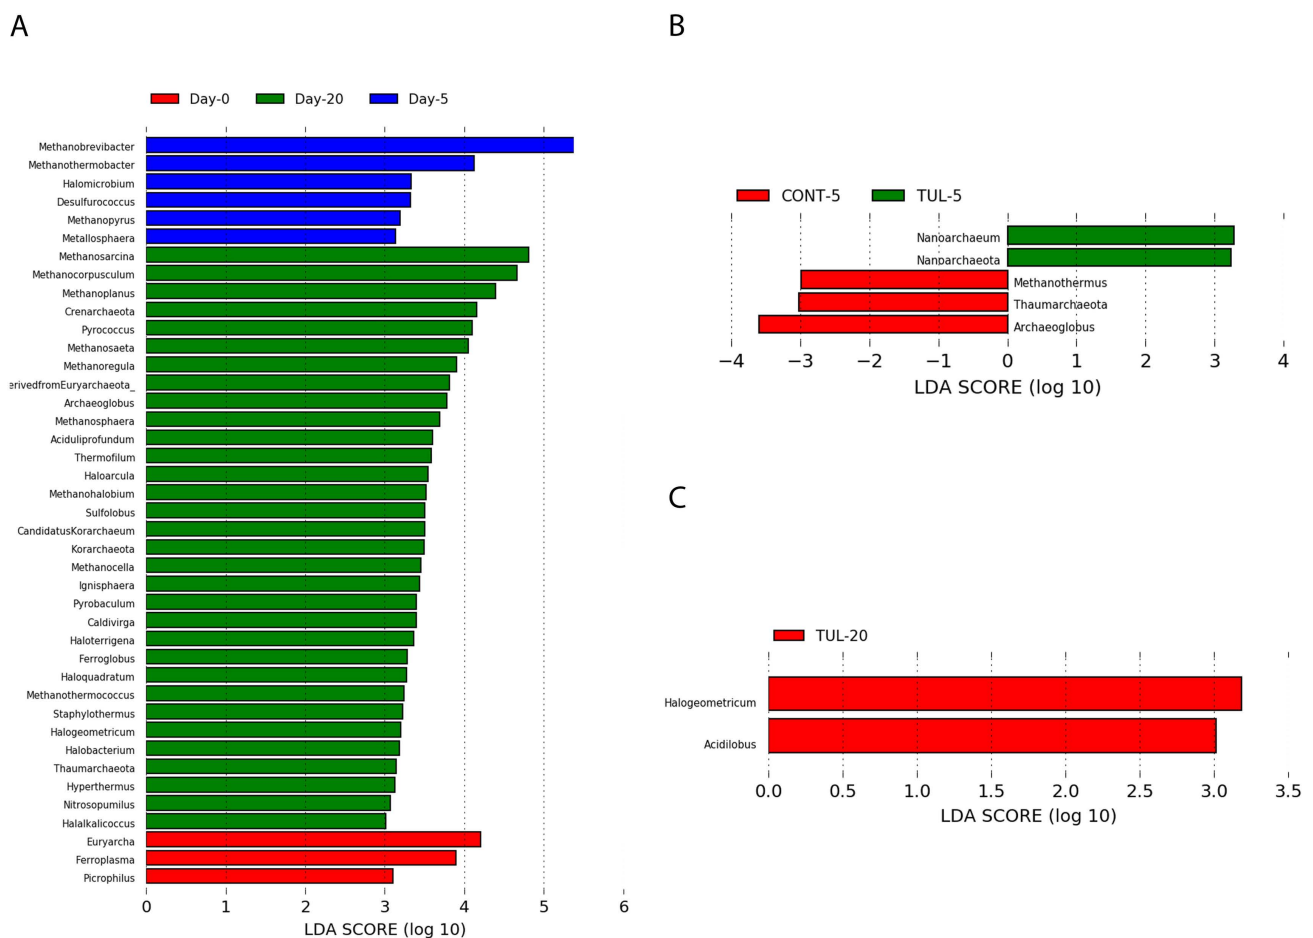 A
Day-0 Day-20 Day-5
Methanobrevibacter
Methanothermobacter
Halomicrobium
Desulfurococcus
Methanopyrus
Metallosphaera
Methanosarcina
Methanocorpusculum
Methanoplanus
Crenarchaeota
Pyrococcus
Methanosaeta
Methanoregula
erivedfromEuryarchaeota_
Archaeoglobus
Methanosphaera
Aciduliprofundum
Thermofilum
Haloarcula
Methanohalobium
Sulfolobus
CandidatusKorarchaeum
Korarchaeota
Methanocella
Ignisphaera
Pyrobaculum
Caldivirga
Haloterrigena
Ferroglobus
Haloquadratum
Methanothermococcus
Staphylothermus
Halogeometricum
Halobacterium
Thaumarchaeota
Hyperthermus
Nitrosopumilus
Halalkalicoccus
Euryarcha
Ferroplasma
Picrophilus
0 1 2 3 4 5 6
LDA SCORE (log 10)
B
CONT-5 TUL-5
Nanoarchaeum
Nanoarchaeota
Methanothermus
Thaumarchaeota
Archaeoglobus
−4 −3 −2 −1 0 1 2 3 4
LDA SCORE (log 10)
C
TUL-20
Halogeometricum
Acidilobus
0.0 0.5 1.0 1.5 2.0 2.5 3.0 3.5
LDA SCORE (log 10)